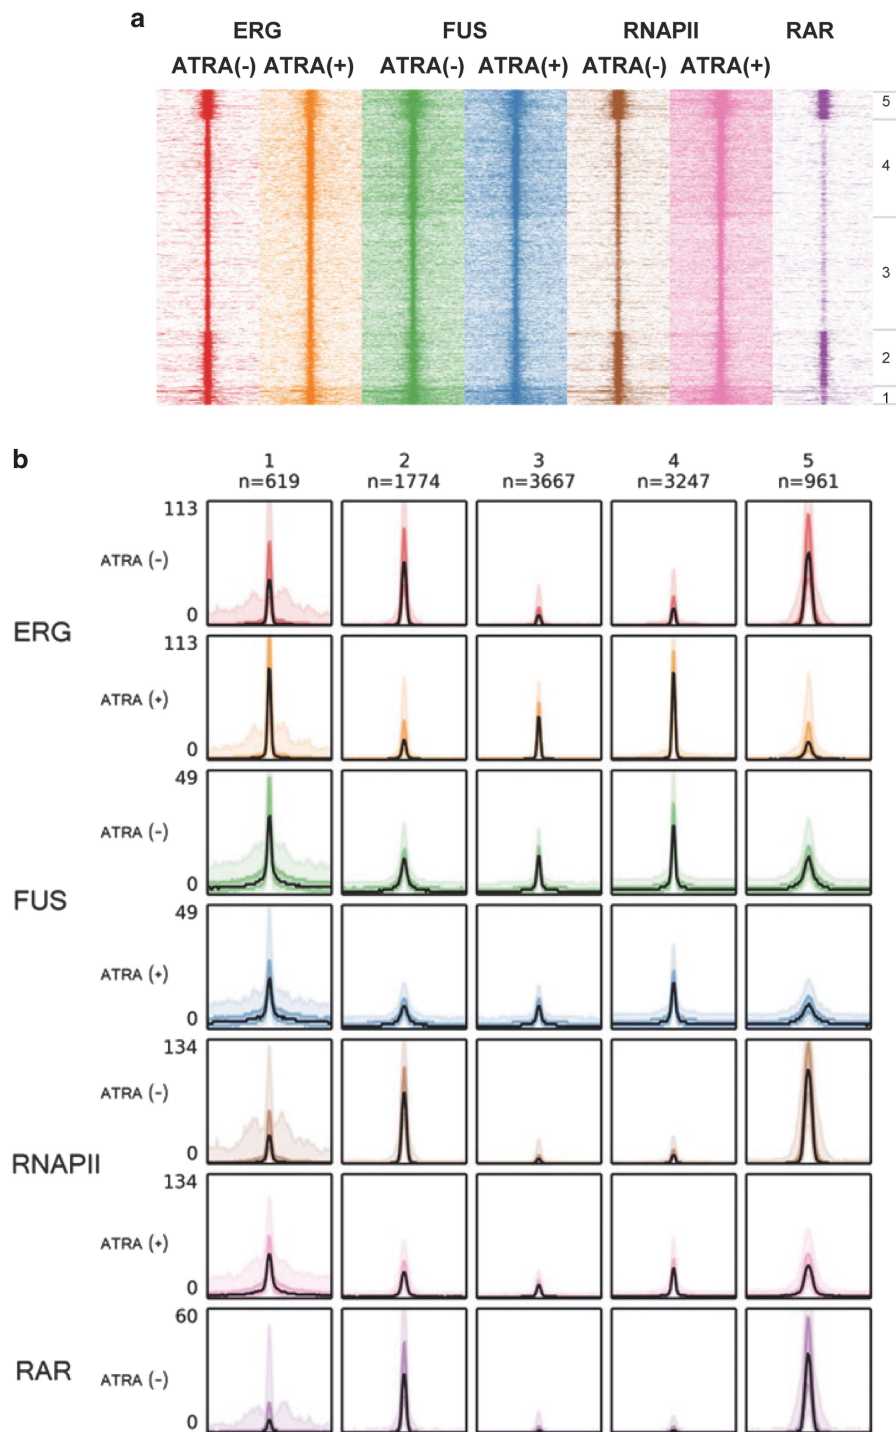 a
ERG FUS RNAPII RAR
ATRA(-) ATRA(+) ATRA(-) ATRA(+) ATRA(-) ATRA(+)
5
4
3
2
1
b
1 2 3 4 5
n=619 n=1774 n=3667 n=3247 n=961
113
ATRA (-)
0
ERG
113
ATRA (+)
0
49
ATRA (-)
0
FUS
49
ATRA (+)
0
134
ATRA (-)
0
RNAPII
134
ATRA (+)
0
60
RAR ATRA (-)
0